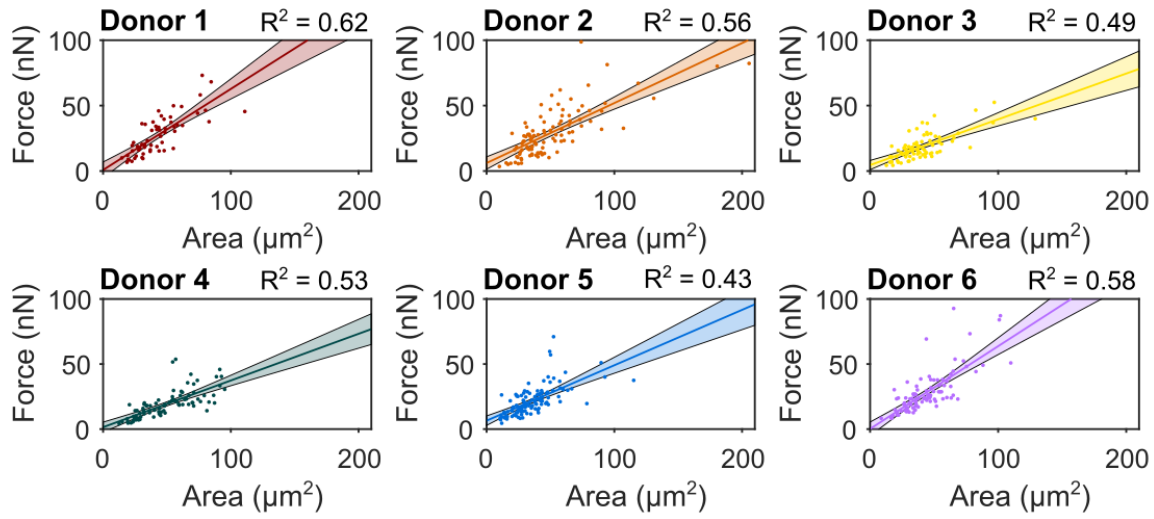 Donor 1 R² = 0.62
Donor 2 R² = 0.56
Donor 3 R² = 0.49
Force (nN)
100
50
0
0 100 200
Area (µm²)
Force (nN)
100
50
0
0 100 200
Area (µm²)
Force (nN)
100
50
0
0 100 200
Area (µm²)
Donor 4 R² = 0.53
Donor 5 R² = 0.43
Donor 6 R² = 0.58
Force (nN)
100
50
0
0 100 200
Area (µm²)
Force (nN)
100
50
0
0 100 200
Area (µm²)
Force (nN)
100
50
0
0 100 200
Area (µm²)